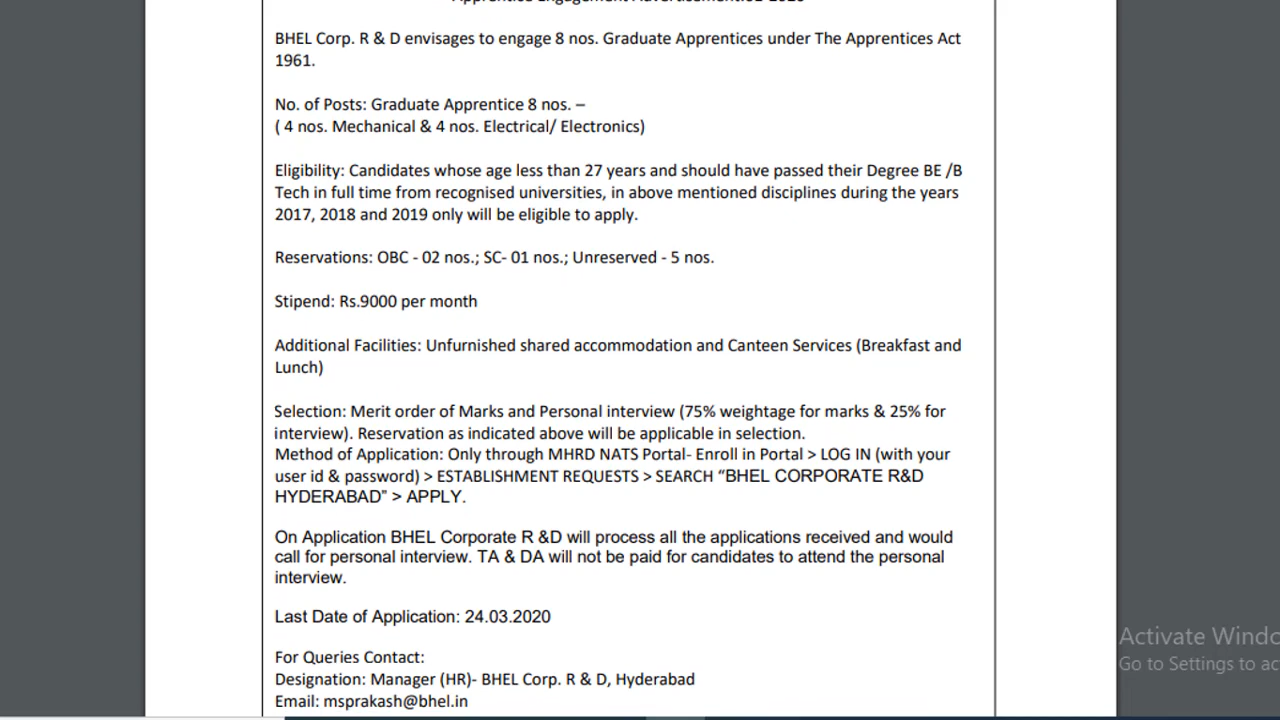 BHEL Corp. R & D envisages to engage 8 nos. Graduate Apprentices under The Apprentices Act
1961.
No. of Posts: Graduate Apprentice 8 nos. –
( 4 nos. Mechanical & 4 nos. Electrical/ Electronics)
Eligibility: Candidates whose age less than 27 years and should have passed their Degree BE /B
Tech in full time from recognised universities, in above mentioned disciplines during the years
2017, 2018 and 2019 only will be eligible to apply.
Reservations: OBC - 02 nos.; SC- 01 nos.; Unreserved - 5 nos.
Stipend: Rs.9000 per month
Additional Facilities: Unfurnished shared accommodation and Canteen Services (Breakfast and
Lunch)
Selection: Merit order of Marks and Personal interview (75% weightage for marks & 25% for
interview). Reservation as indicated above will be applicable in selection.
Method of Application: Only through MHRD NATS Portal- Enroll in Portal > LOG IN (with your
user id & password) > ESTABLISHMENT REQUESTS > SEARCH “BHEL CORPORATE R&D
HYDERABAD” > APPLY.
On Application BHEL Corporate R &D will process all the applications received and would
call for personal interview. TA & DA will not be paid for candidates to attend the personal
interview.
Last Date of Application: 24.03.2020
For Queries Contact:
Designation: Manager (HR)- BHEL Corp. R & D, Hyderabad
Email: msprakash@bhel.in
Activate Windo
Go to Settings to ac